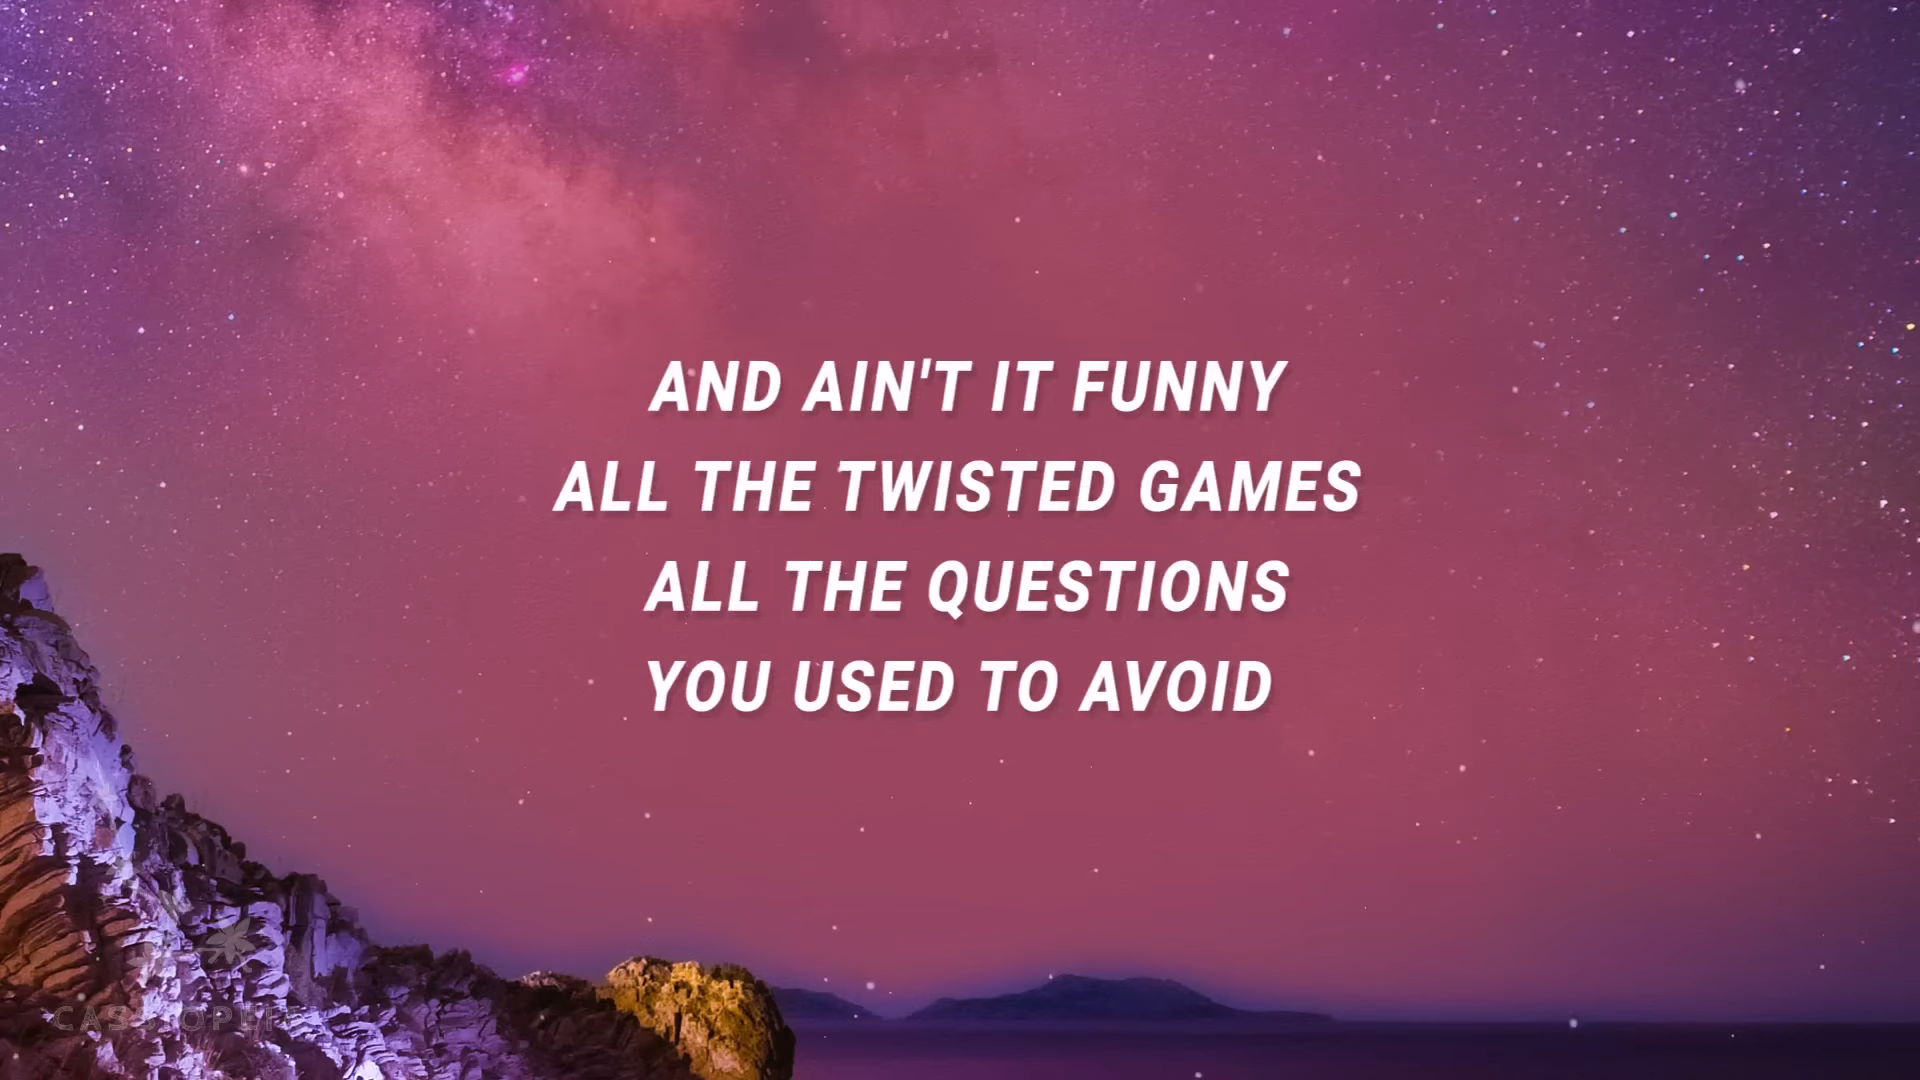 AND AIN'T IT FUNNY
ALL THE TWISTED GAMES
ALL THE QUESTIONS
YOU USED TO AVOID